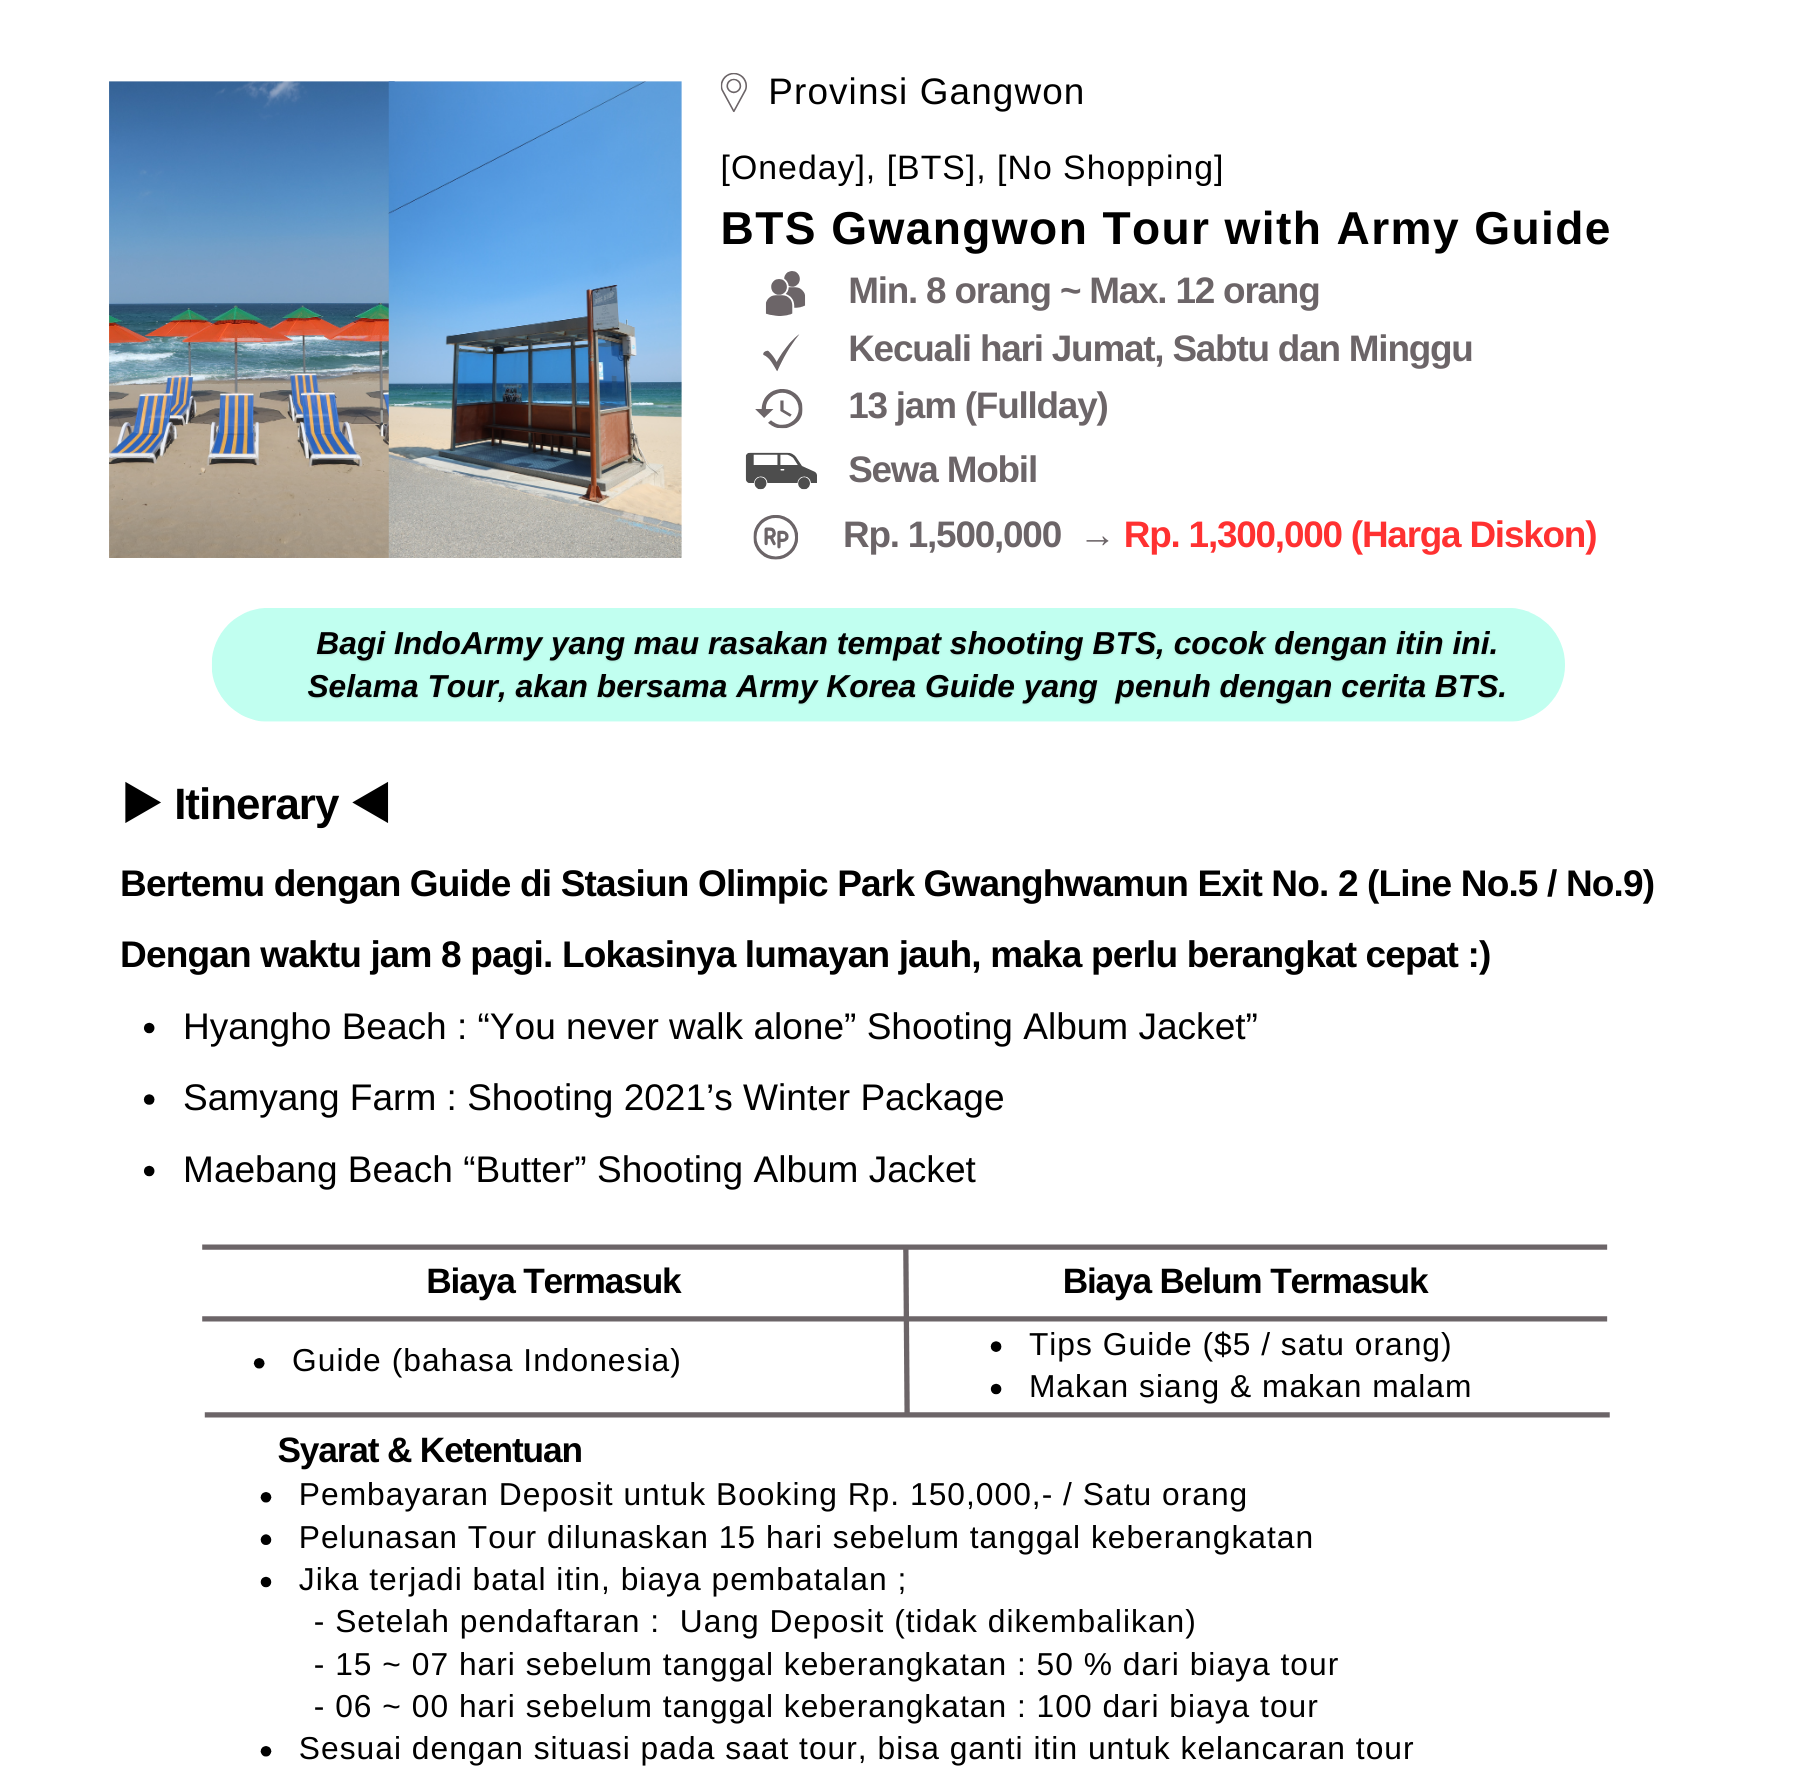 Provinsi Gangwon
[Oneday], [BTS], [No Shopping]
BTS Gwangwon Tour with Army Guide
Min. 8 orang ~ Max. 12 orang
Kecuali hari Jumat, Sabtu dan Minggu
13 jam (Fullday)
Sewa Mobil
RP Rp. 1,500,000 → Rp. 1,300,000 (Harga Diskon)
Bagi IndoArmy yang mau rasakan tempat shooting BTS, cocok dengan itin ini.
Selama Tour, akan bersama Army Korea Guide yang penuh dengan cerita BTS.
▶ Itinerary ◀
Bertemu dengan Guide di Stasiun Olimpic Park Gwanghwamun Exit No. 2 (Line No.5 / No.9)
Dengan waktu jam 8 pagi. Lokasinya lumayan jauh, maka perlu berangkat cepat :)
• Hyangho Beach : “You never walk alone” Shooting Album Jacket”
• Samyang Farm : Shooting 2021’s Winter Package
• Maebang Beach “Butter” Shooting Album Jacket
Biaya Termasuk
Biaya Belum Termasuk
• Guide (bahasa Indonesia)
• Tips Guide ($5 / satu orang)
• Makan siang & makan malam
Syarat & Ketentuan
• Pembayaran Deposit untuk Booking Rp. 150,000,- / Satu orang
• Pelunasan Tour dilunaskan 15 hari sebelum tanggal keberangkatan
• Jika terjadi batal itin, biaya pembatalan ;
- Setelah pendaftaran : Uang Deposit (tidak dikembalikan)
- 15 ~ 07 hari sebelum tanggal keberangkatan : 50 % dari biaya tour
- 06 ~ 00 hari sebelum tanggal keberangkatan : 100 dari biaya tour
• Sesuai dengan situasi pada saat tour, bisa ganti itin untuk kelancaran tour